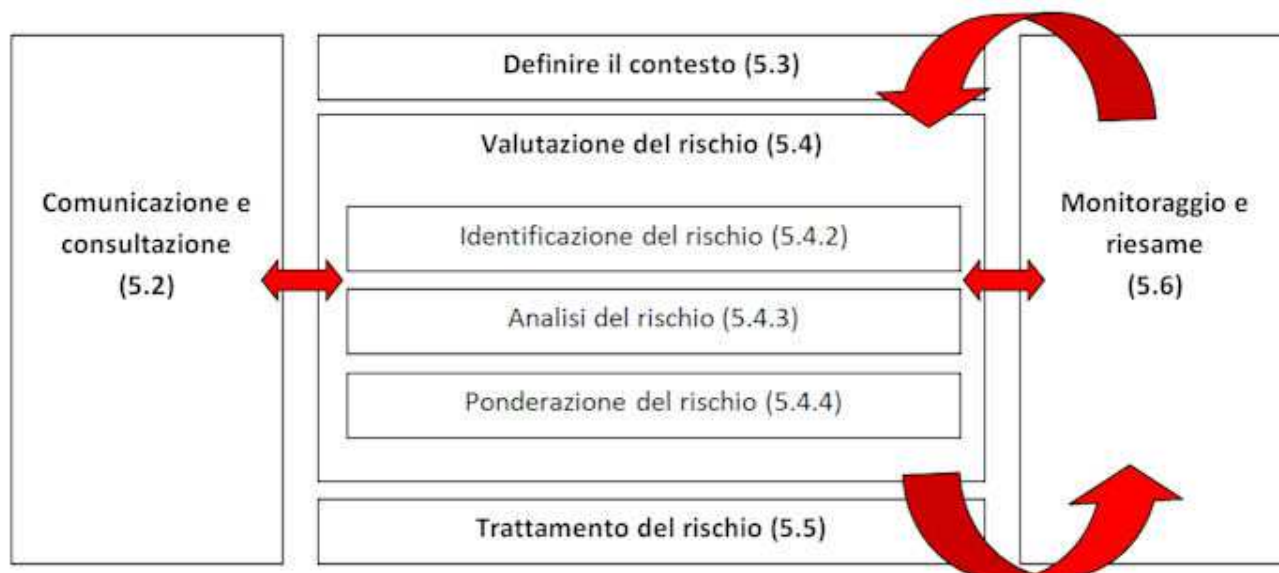 Comunicazione e
consultazione
(5.2)
Definire il contesto (5.3)
Valutazione del rischio (5.4)
Identificazione del rischio (5.4.2)
Analisi del rischio (5.4.3)
Ponderazione del rischio (5.4.4)
Trattamento del rischio (5.5)
Monitoraggio e
riesame
(5.6)